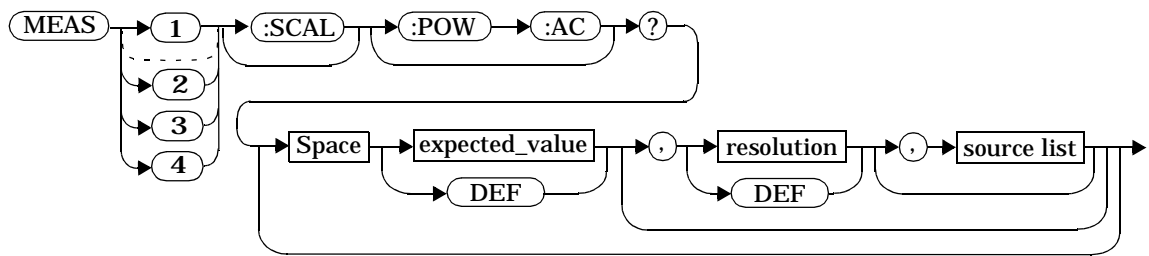 MEAS 1 :SCAL :POW :AC ?
2
3
4
Space expected_value , resolution , source list
DEF DEF